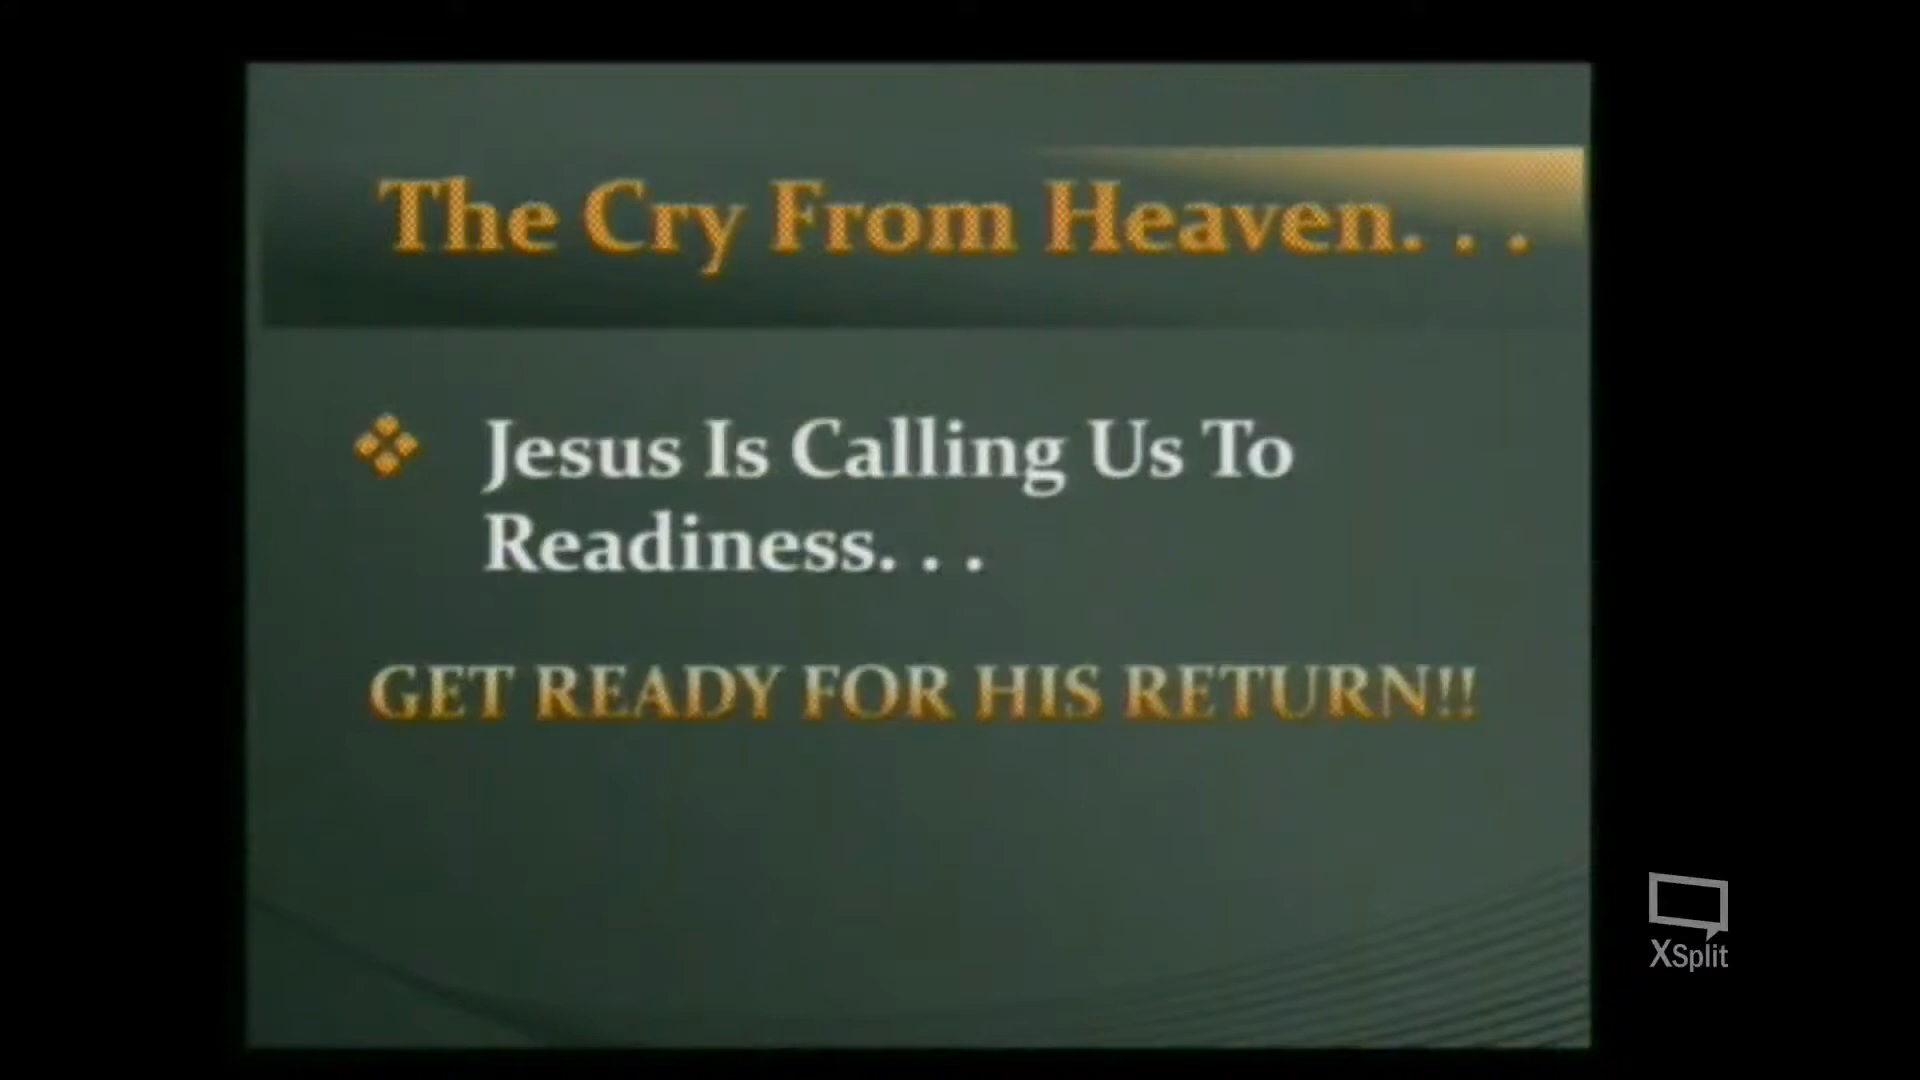 The Cry From Heaven. . .
Jesus Is Calling Us To
Readiness. . .
GET READY FOR HIS RETURN!!
XSplit